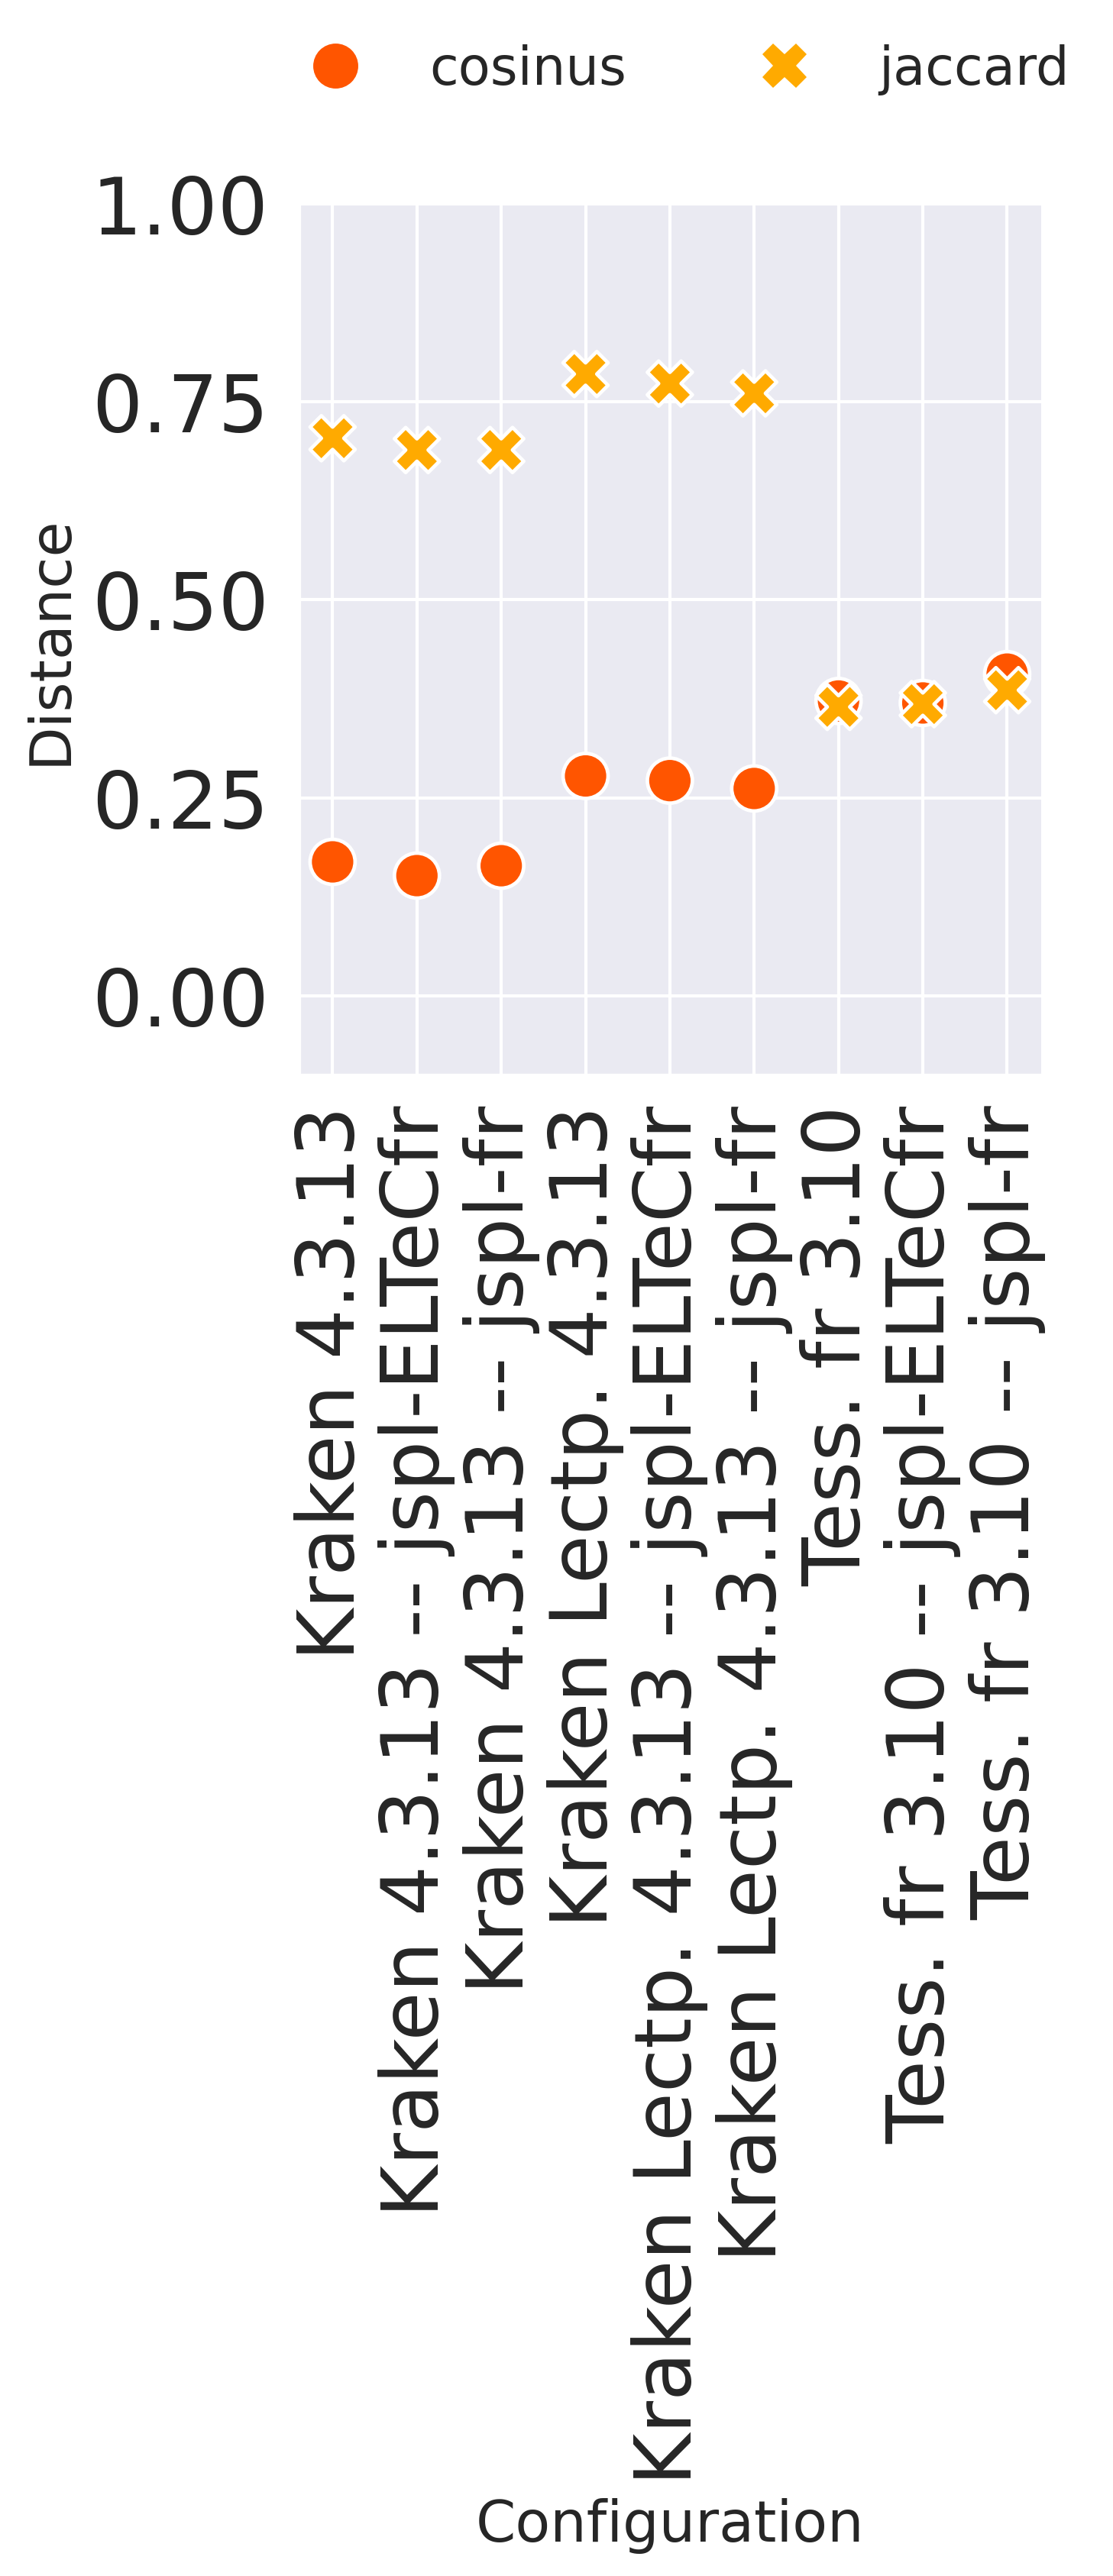 cosinus jaccard
1.00
0.75
0.50
0.25
0.00
Distance
Kraken 4.3.13
Kraken 4.3.13 -- jspl-ELTeCfr
Kraken 4.3.13 -- jspl-fr
Kraken Lectp. 4.3.13
Kraken Lectp. 4.3.13 -- jspl-ELTeCfr
Kraken Lectp. 4.3.13 -- jspl-fr
Tess. fr 3.10
Tess. fr 3.10 -- jspl-ELTeCfr
Tess. fr 3.10 -- jspl-fr
Configuration